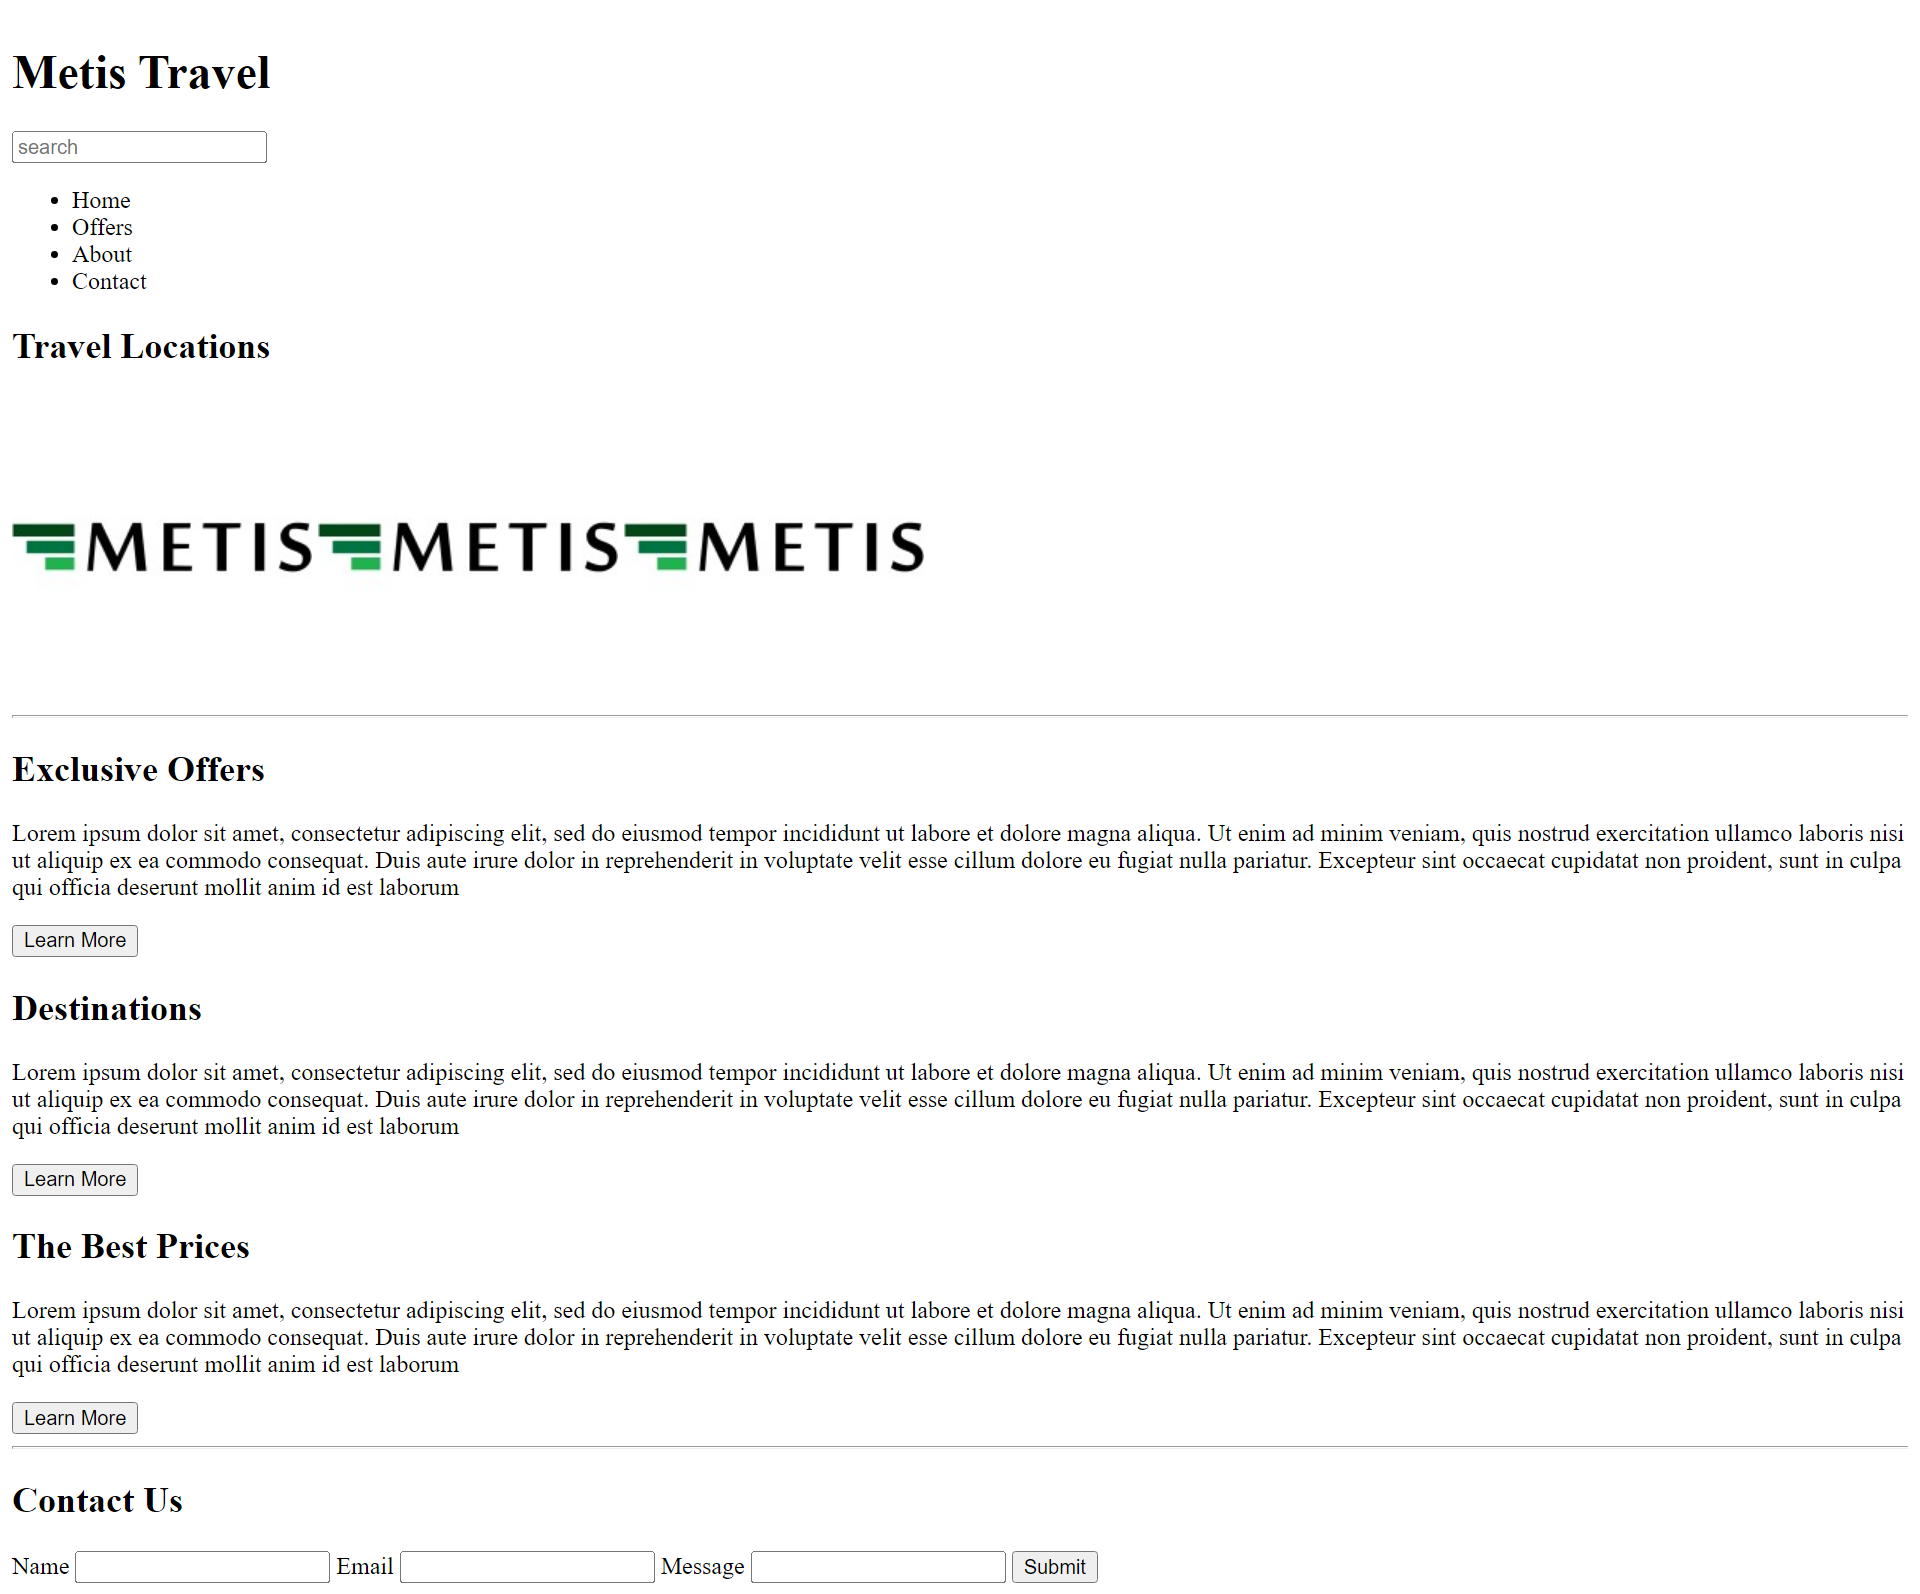 Metis Travel
search
Home
Offers
About
Contact
Travel Locations
METIS METIS METIS
Exclusive Offers
Lorem ipsum dolor sit amet, consectetur adipiscing elit, sed do eiusmod tempor incididunt ut labore et dolore magna aliqua. Ut enim ad minim veniam, quis nostrud exercitation ullamco laboris nisi
ut aliquip ex ea commodo consequat. Duis aute irure dolor in reprehenderit in voluptate velit esse cillum dolore eu fugiat nulla pariatur. Excepteur sint occaecat cupidatat non proident, sunt in culpa
qui officia deserunt mollit anim id est laborum
Learn More
Destinations
Lorem ipsum dolor sit amet, consectetur adipiscing elit, sed do eiusmod tempor incididunt ut labore et dolore magna aliqua. Ut enim ad minim veniam, quis nostrud exercitation ullamco laboris nisi
ut aliquip ex ea commodo consequat. Duis aute irure dolor in reprehenderit in voluptate velit esse cillum dolore eu fugiat nulla pariatur. Excepteur sint occaecat cupidatat non proident, sunt in culpa
qui officia deserunt mollit anim id est laborum
Learn More
The Best Prices
Lorem ipsum dolor sit amet, consectetur adipiscing elit, sed do eiusmod tempor incididunt ut labore et dolore magna aliqua. Ut enim ad minim veniam, quis nostrud exercitation ullamco laboris nisi
ut aliquip ex ea commodo consequat. Duis aute irure dolor in reprehenderit in voluptate velit esse cillum dolore eu fugiat nulla pariatur. Excepteur sint occaecat cupidatat non proident, sunt in culpa
qui officia deserunt mollit anim id est laborum
Learn More
Contact Us
Name Email Message Submit